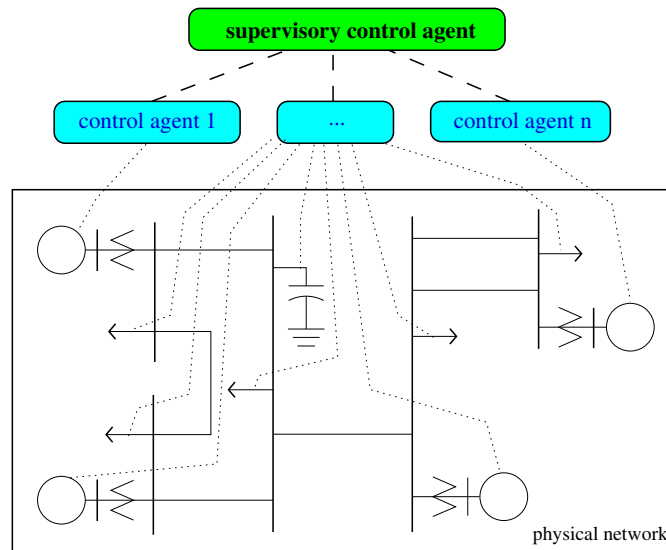 supervisory control agent
control agent 1
...
control agent n
physical network